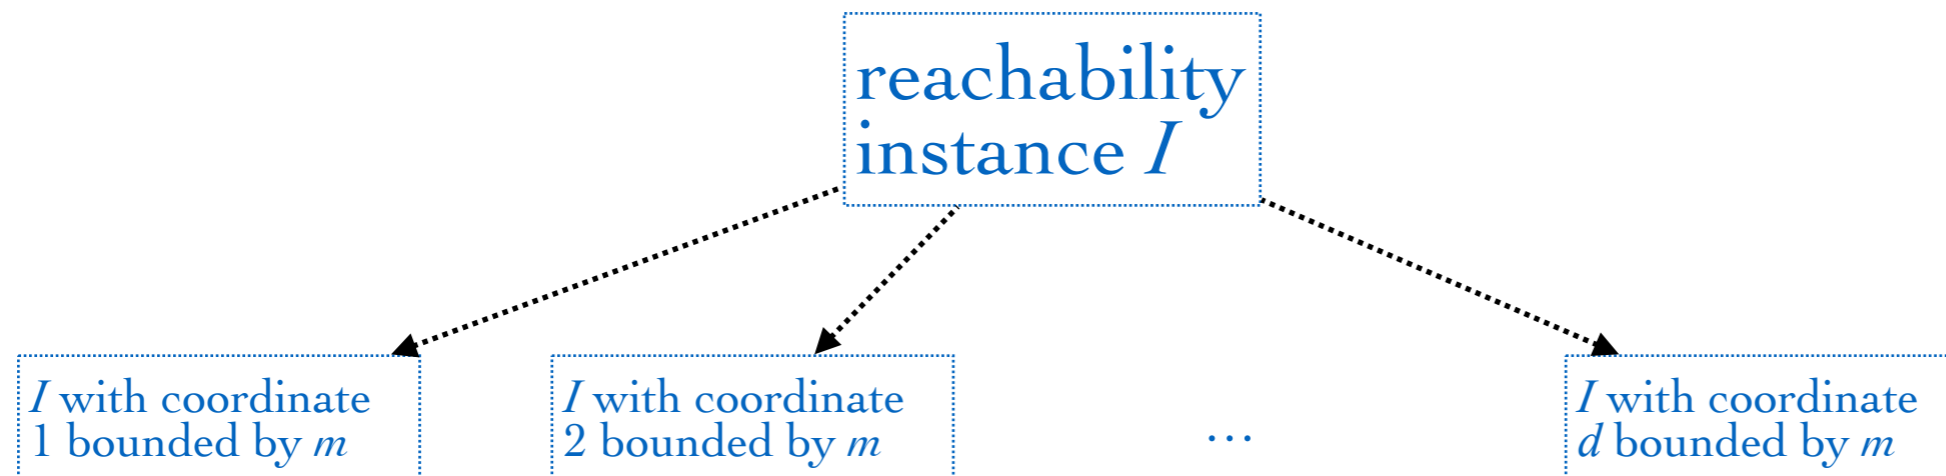 reachability
instance I
I with coordinate
1 bounded by m
I with coordinate
2 bounded by m
...
I with coordinate
d bounded by m